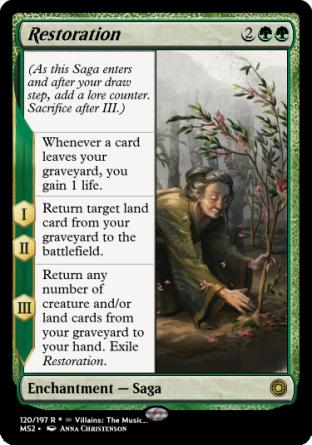 Restoration 2
(As this Saga enters
and after your draw
step, add a lore counter.
Sacrifice after III.)
Whenever a card
leaves your
graveyard, you
gain 1 life.
I
Return target land
card from your
graveyard to the
battlefield.
II
Return any
number of
creature and/or
land cards from
your graveyard to
your hand. Exile
Restoration.
III
Enchantment — Saga
120/197 R * = Villains: The Music
MS2 • Anna Christenson